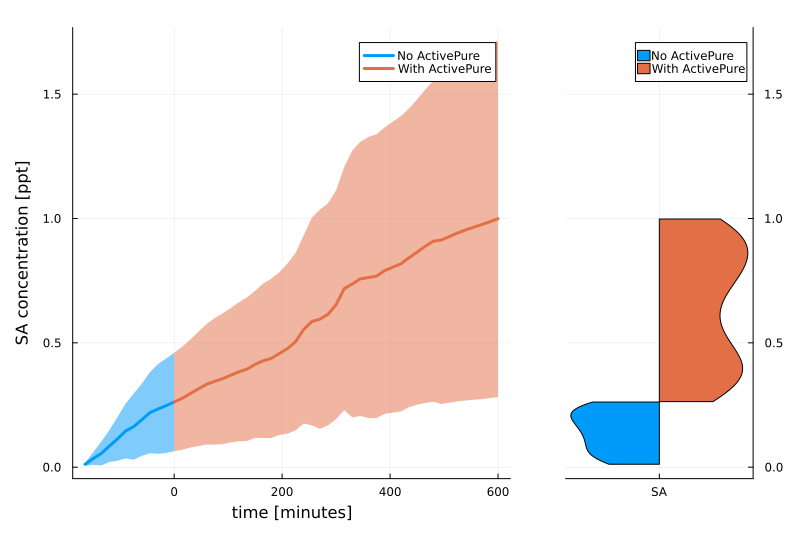 No ActivePure
With ActivePure
SA concentration [ppt]
1.5
1.0
0.5
0.0
0
200
400
600
time [minutes]
No ActivePure
With ActivePure
1.5
1.0
0.5
0.0
SA